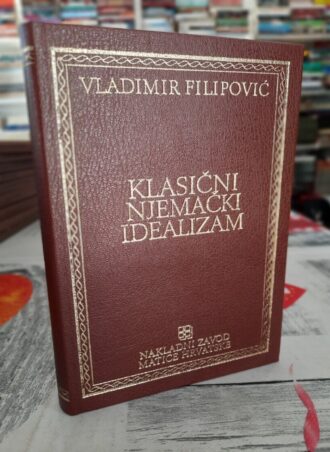 VLADIMIR FILIPOVIĆ
KLASIČNI
NJEMAČKI
IDEALIZAM
NAKLADNI ZAVOD
MATICE HRVATSKE